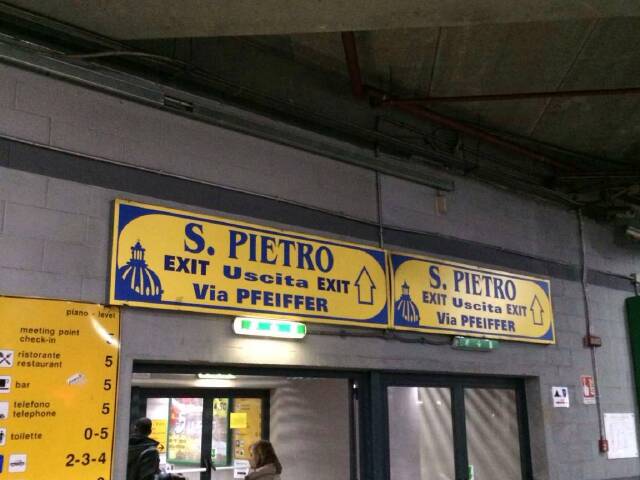 S. PIETRO
EXIT Uscita EXIT
Via PFEIFFER
S. PIETRO
EXIT Uscita EXIT
Via PFEIFFER
piano - level
meeting point
check-in 5
ristorante
restaurant 5
bar 5
telefono
telephone 5
toilette 0-5
2-3-4